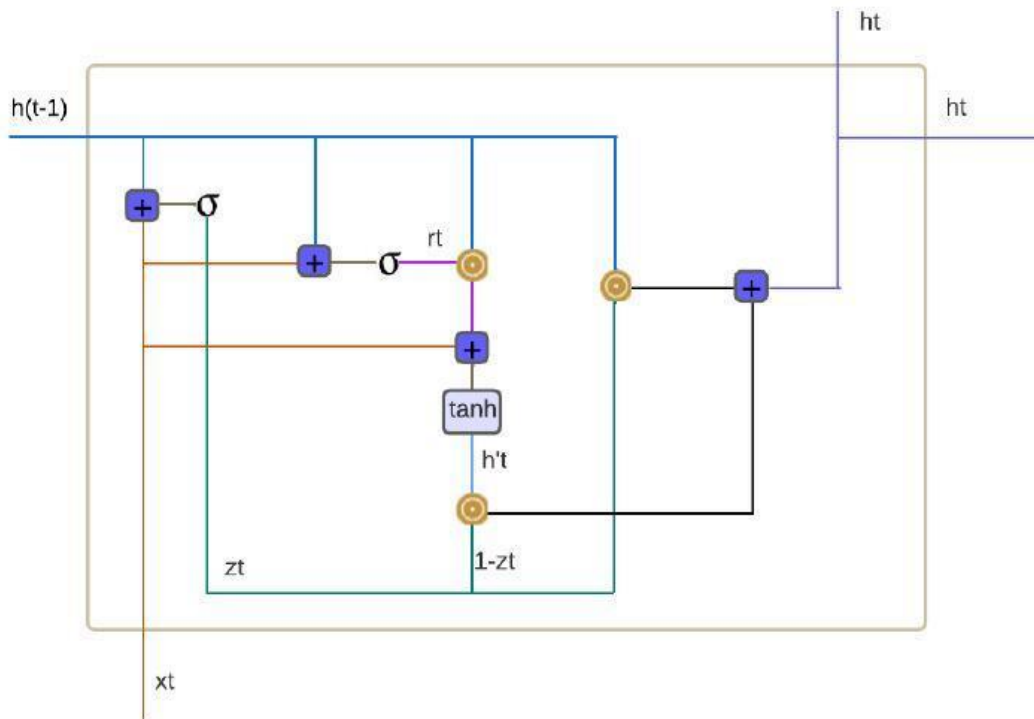 ht
h(t-1)
ht
+
σ
rt
+
σ
+
+
tanh
h't
zt
1-zt
xt